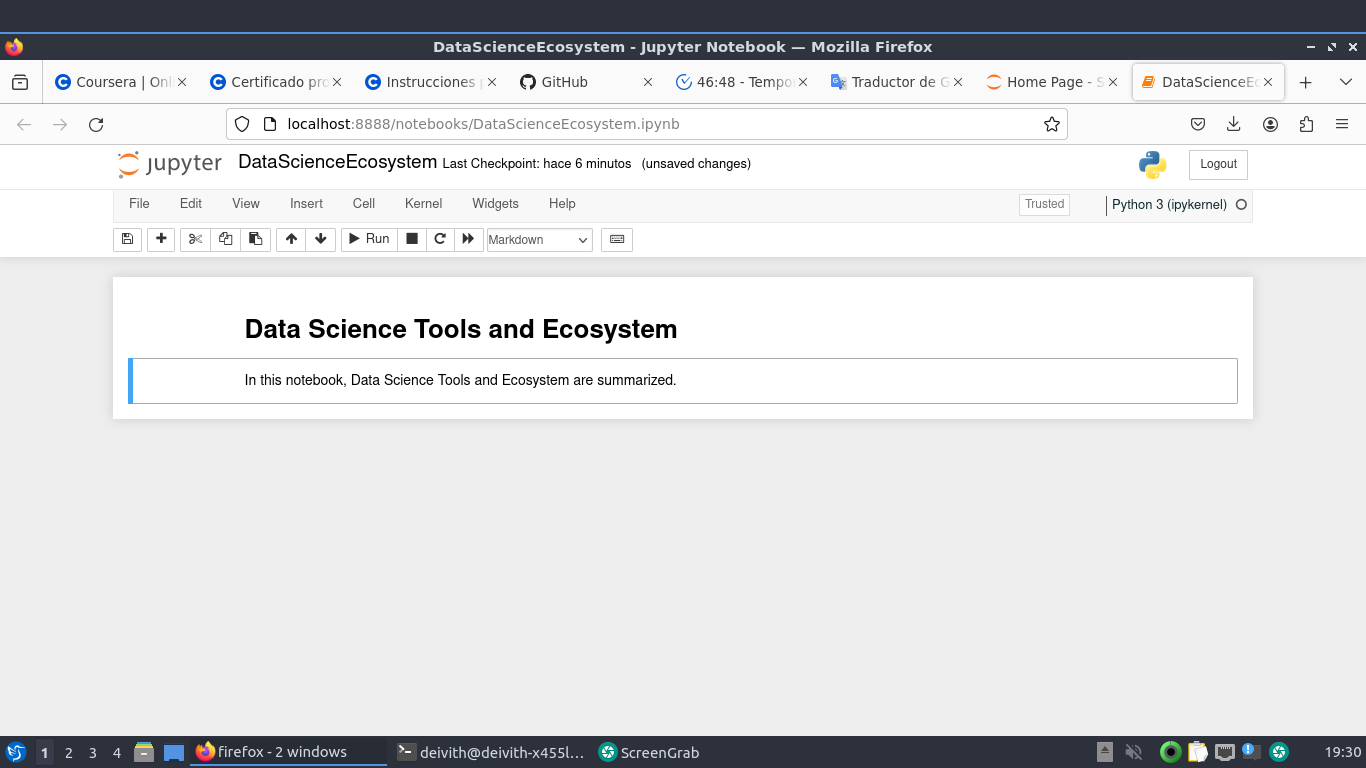 DataScienceEcosystem - Jupyter Notebook — Mozilla Firefox
Coursera | Onl Certificado pro Instrucciones p GitHub 46:48 - Tempo Traductor de G Home Page - S DataScienceEc
localhost:8888/notebooks/DataScienceEcosystem.ipynb
jupyter DataScienceEcosystem Last Checkpoint: hace 6 minutos (unsaved changes) Logout
File Edit View Insert Cell Kernel Widgets Help Trusted Python 3 (ipykernel)
Run Markdown
Data Science Tools and Ecosystem
In this notebook, Data Science Tools and Ecosystem are summarized.
1 2 3 4 firefox - 2 windows deivith@deivith-x455l... ScreenGrab 19:30